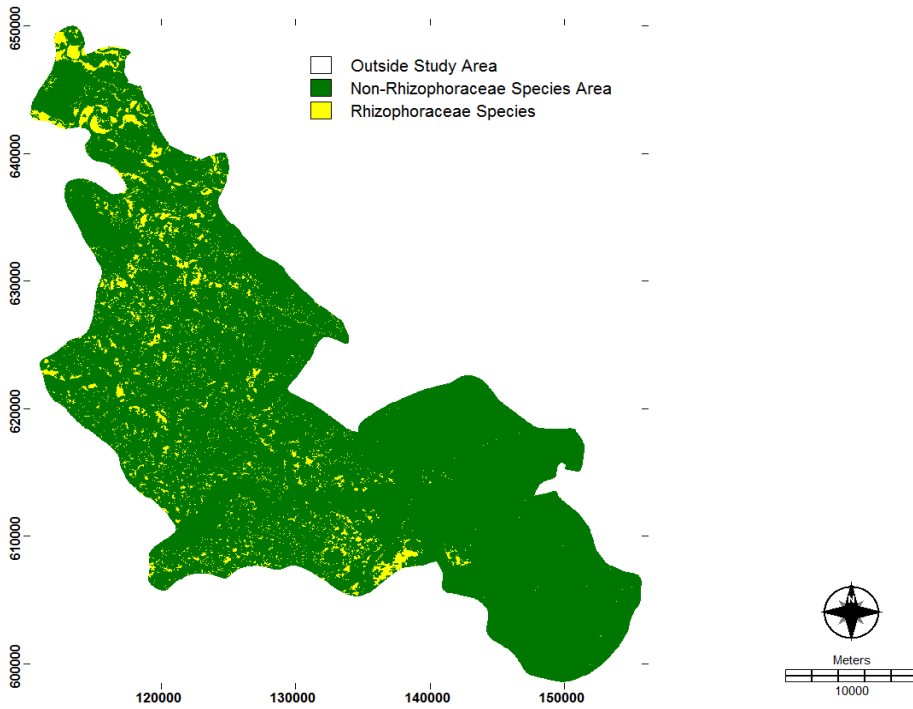 Outside Study Area
Non-Rhizophoraceae Species Area
Rhizophoraceae Species
650000
640000
630000
620000
610000
600000
120000
130000
140000
150000
N
Meters
10000